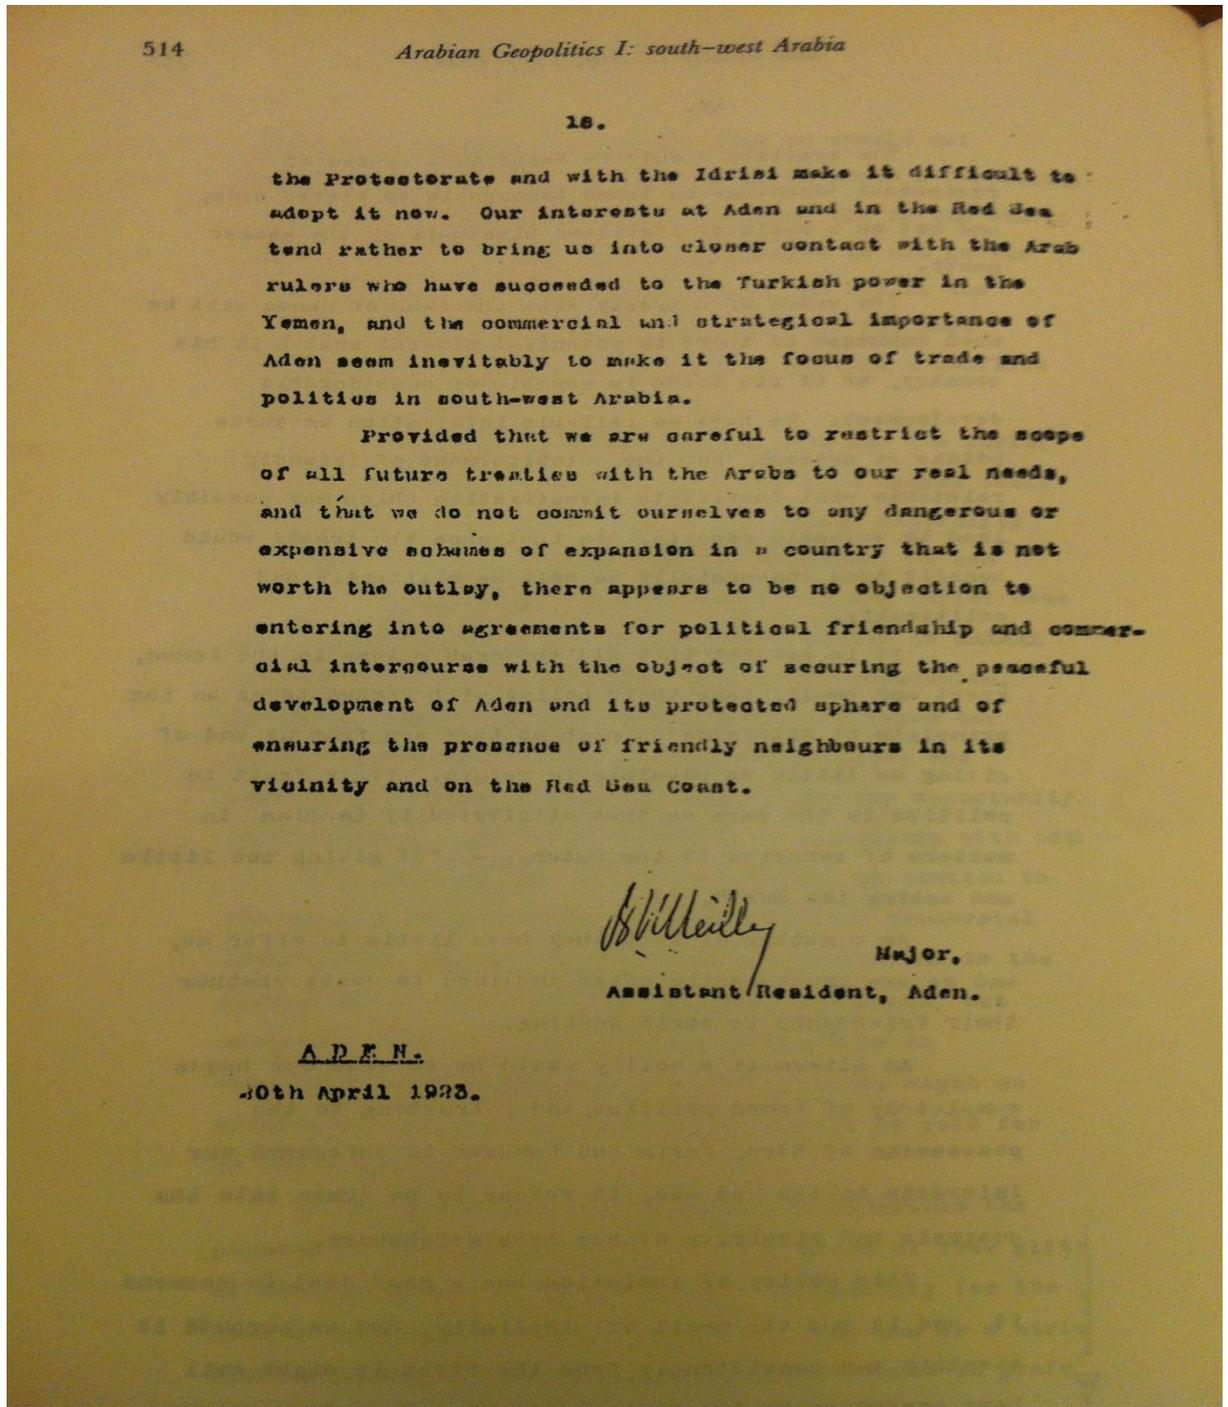 514 Arabian Geopolitics I: south-west Arabia
18.
the Protectorate and with the Idrisi make it difficult to
adopt it now. Our interests at Aden and in the Red Sea
tend rather to bring us into closer contact with the Arab
rulers who have succeeded to the Turkish power in the
Yemen, and the commercial and strategical importance of
Aden seem inevitably to make it the focus of trade and
politics in south-west Arabia.
Provided that we are careful to restrict the scope
of all future treaties with the Arabs to our real needs,
and that we do not commit ourselves to any dangerous or
expensive schemes of expansion in a country that is not
worth the outlay, there appears to be no objection to
entering into agreements for political friendship and commer-
cial intercourse with the object of securing the peaceful
development of Aden and its protected sphere and of
ensuring the presence of friendly neighbours in its
vicinity and on the Red Sea Coast.
Major,
Assistant Resident, Aden.
ADEN.
30th April 1923.